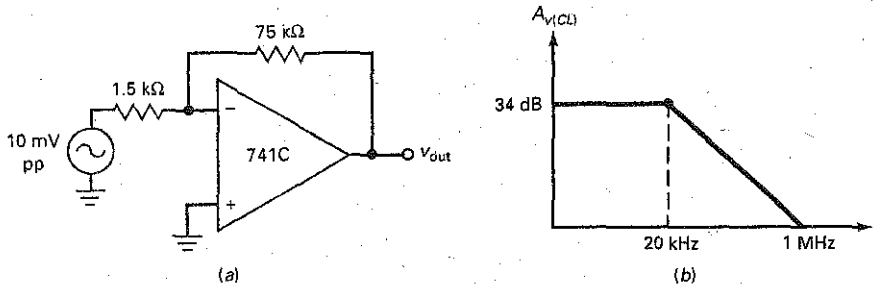 75 kΩ
1.5 kΩ
10 mV
pp
−
741C
+
v_out
(a)
A_v(CL)
34 dB
20 kHz
1 MHz
(b)